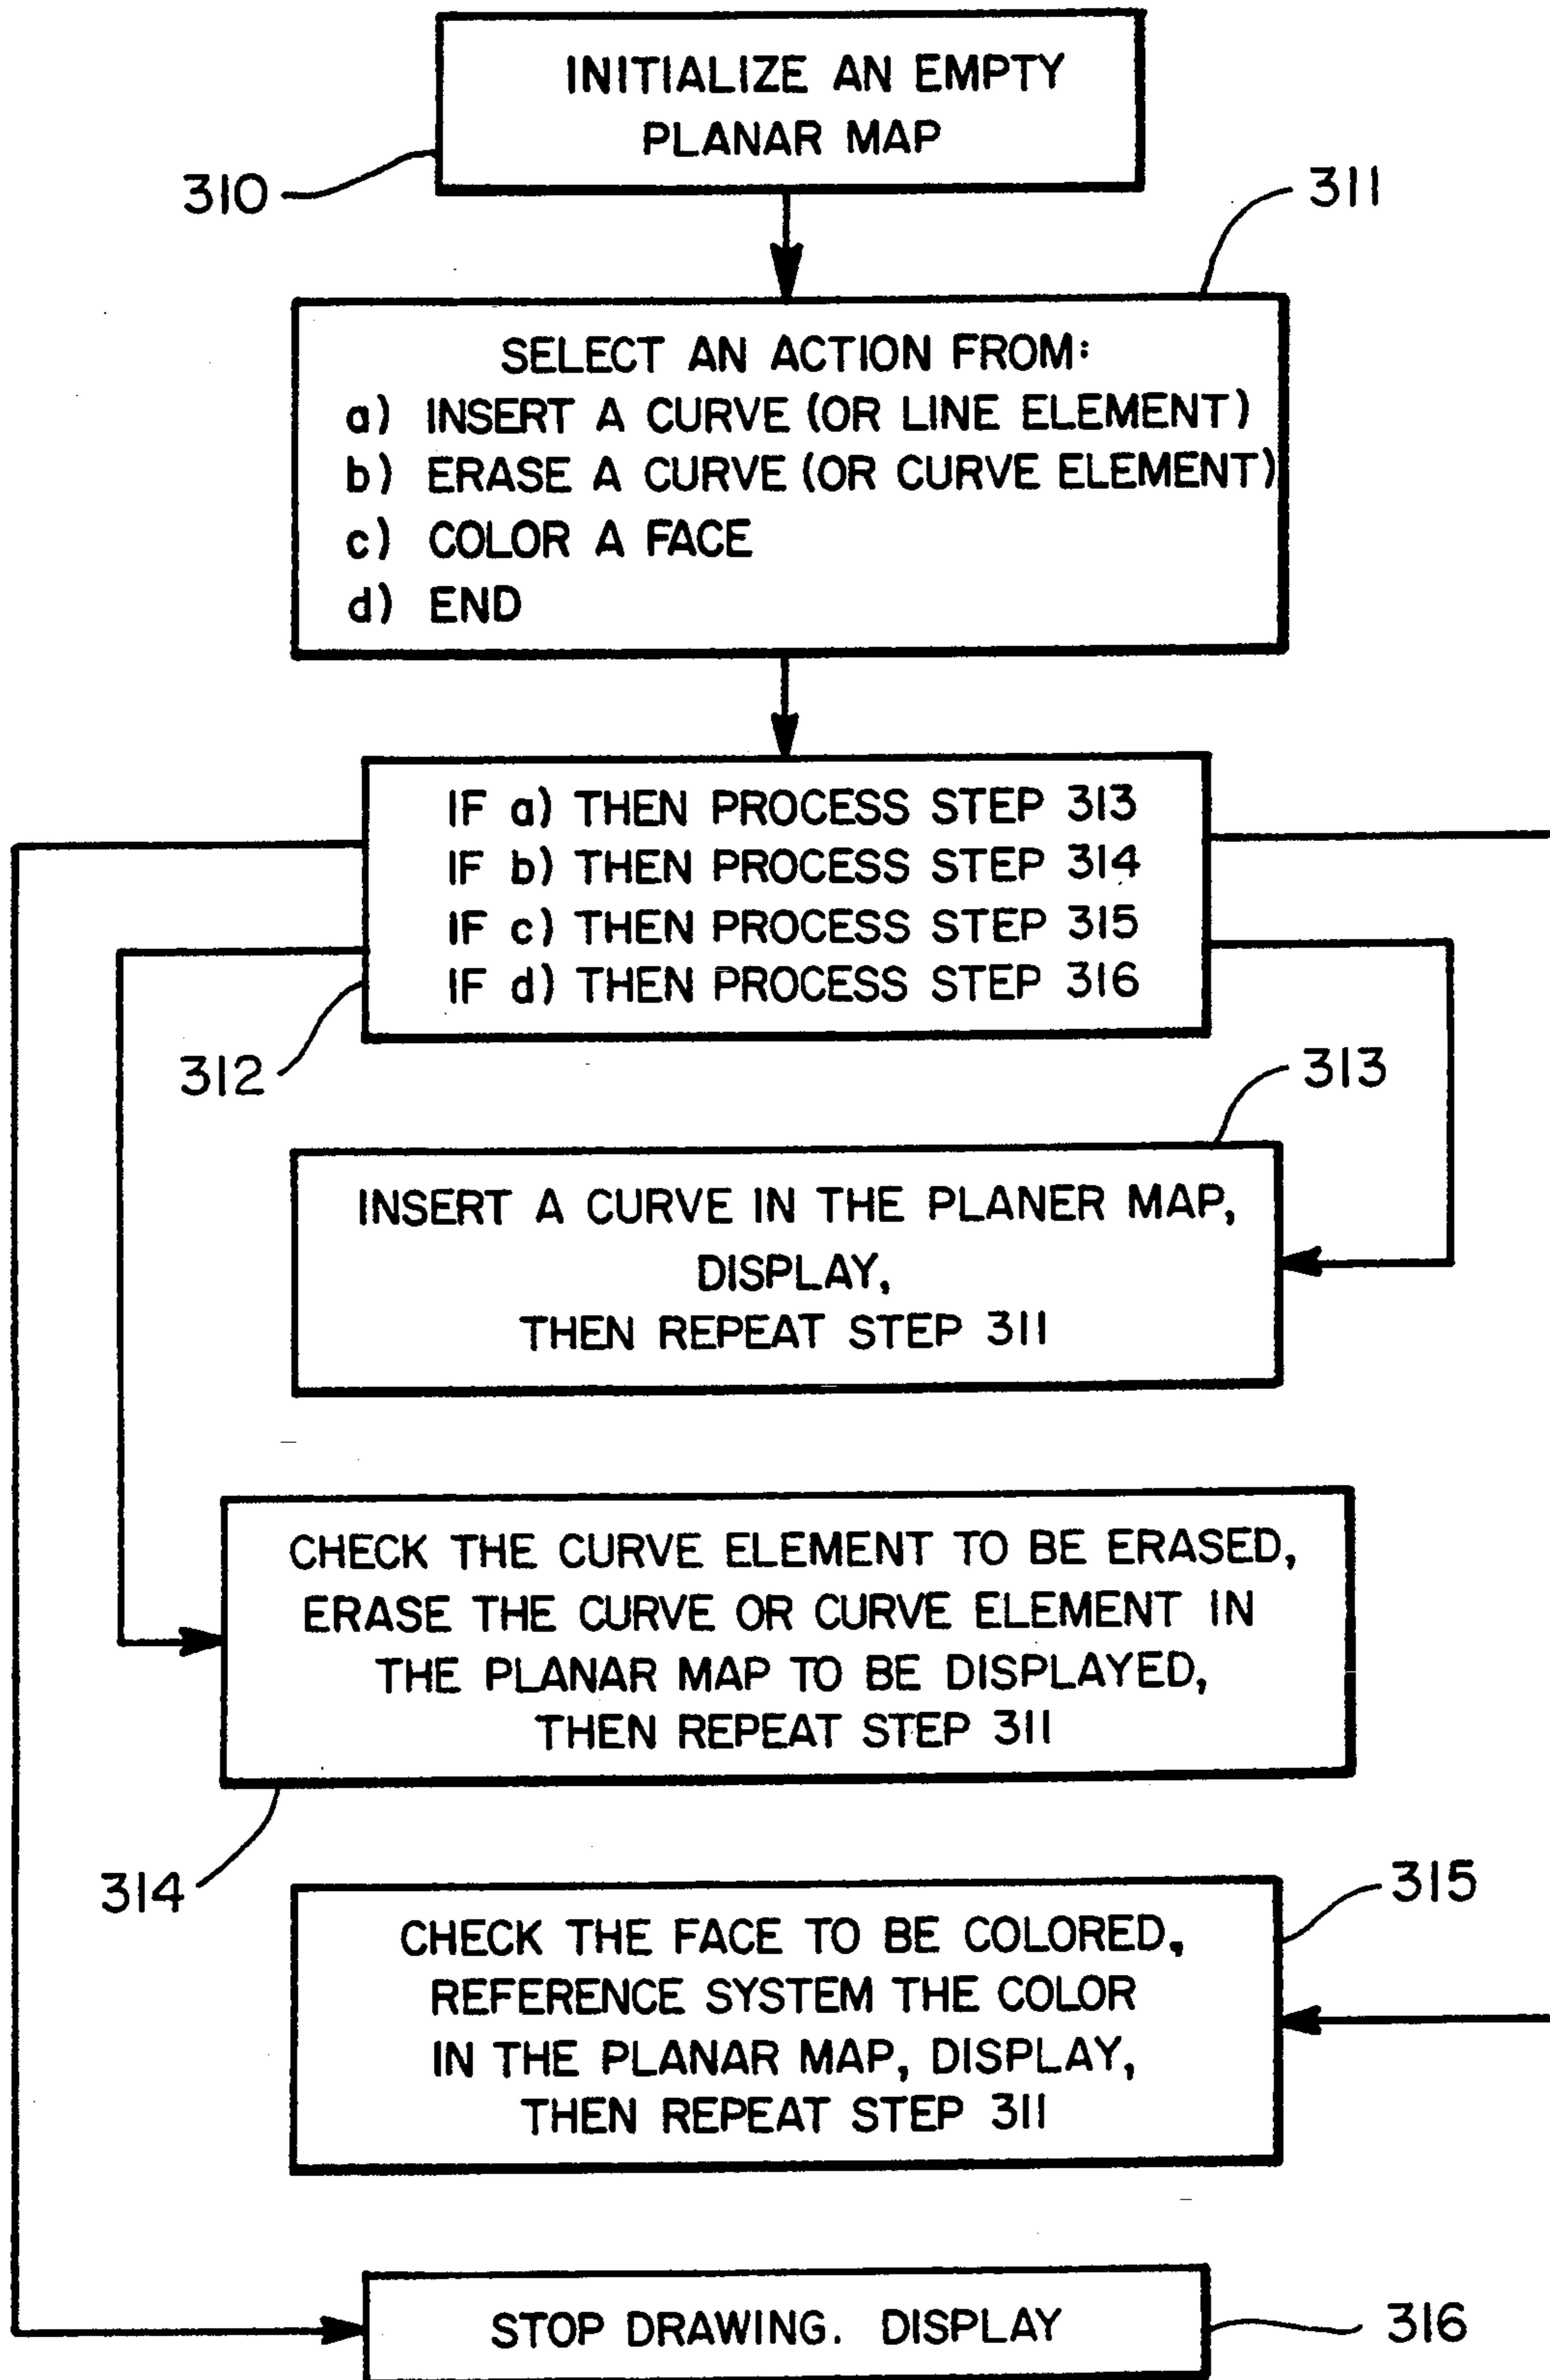 INITIALIZE AN EMPTY
PLANAR MAP
310
311
SELECT AN ACTION FROM:
a) INSERT A CURVE (OR LINE ELEMENT)
b) ERASE A CURVE (OR CURVE ELEMENT)
c) COLOR A FACE
d) END
IF a) THEN PROCESS STEP 313
IF b) THEN PROCESS STEP 314
IF c) THEN PROCESS STEP 315
IF d) THEN PROCESS STEP 316
312
313
INSERT A CURVE IN THE PLANER MAP,
DISPLAY,
THEN REPEAT STEP 311
CHECK THE CURVE ELEMENT TO BE ERASED,
ERASE THE CURVE OR CURVE ELEMENT IN
THE PLANAR MAP TO BE DISPLAYED,
THEN REPEAT STEP 311
314
315
CHECK THE FACE TO BE COLORED,
REFERENCE SYSTEM THE COLOR
IN THE PLANAR MAP, DISPLAY,
THEN REPEAT STEP 311
STOP DRAWING. DISPLAY
316